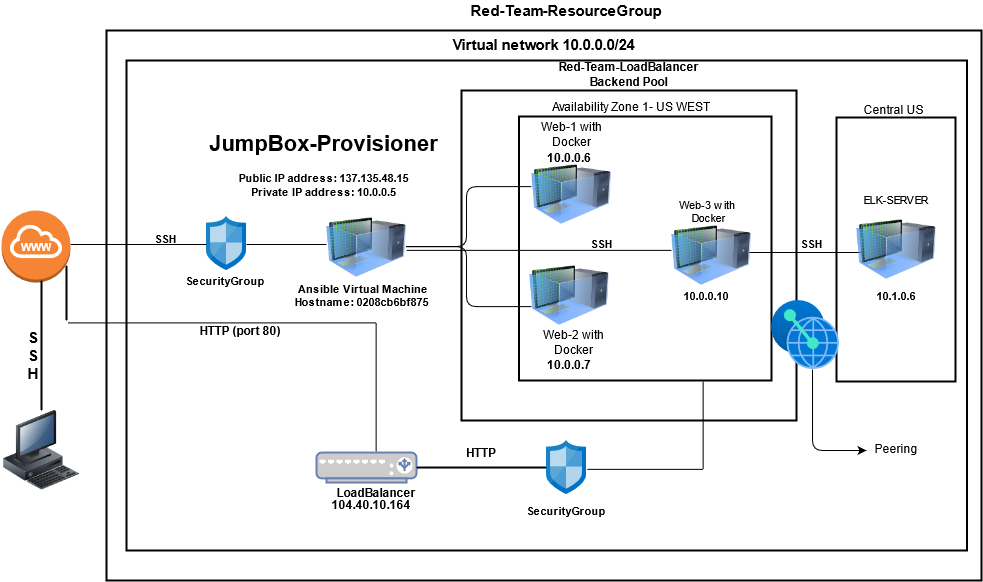 Red-Team-ResourceGroup
Virtual network 10.0.0.0/24
Red-Team-LoadBalancer
Backend Pool
Availability Zone 1- US WEST
Central US
JumpBox-Provisioner
Public IP address: 137.135.48.15
Private IP address: 10.0.0.5
Web-1 with
Docker
10.0.0.6
Web-3 with
Docker
10.0.0.10
ELK-SERVER
10.1.0.6
www
SSH
SecurityGroup
Ansible Virtual Machine
Hostname: 0208cb6bf875
SSH
SSH
Web-2 with
Docker
10.0.0.7
HTTP (port 80)
S
S
H
Peering
HTTP
LoadBalancer
104.40.10.164
SecurityGroup